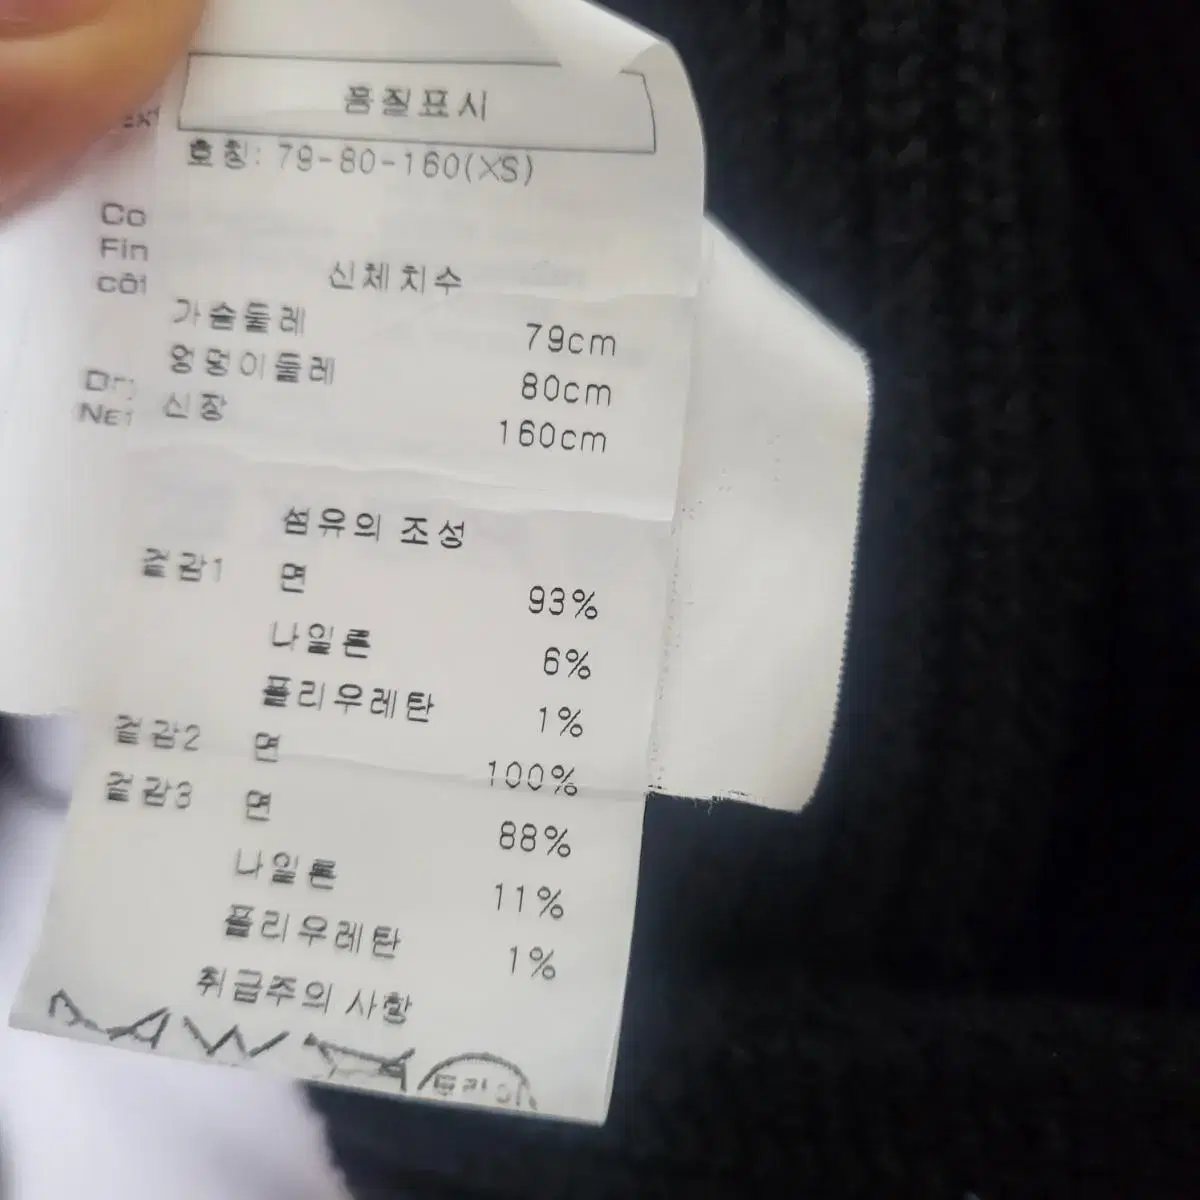 품질표시
호칭: 79-80-160(XS)
Co
Fin
côt
신체치수
가슴둘레 79cm
엉덩이둘레 80cm
신장 160cm
섬유의 조성
겉감1 면 93%
나일론 6%
폴리우레탄 1%
겉감2 면 100%
겉감3 면 88%
나일론 11%
폴리우레탄 1%
취급주의 사항
드라이